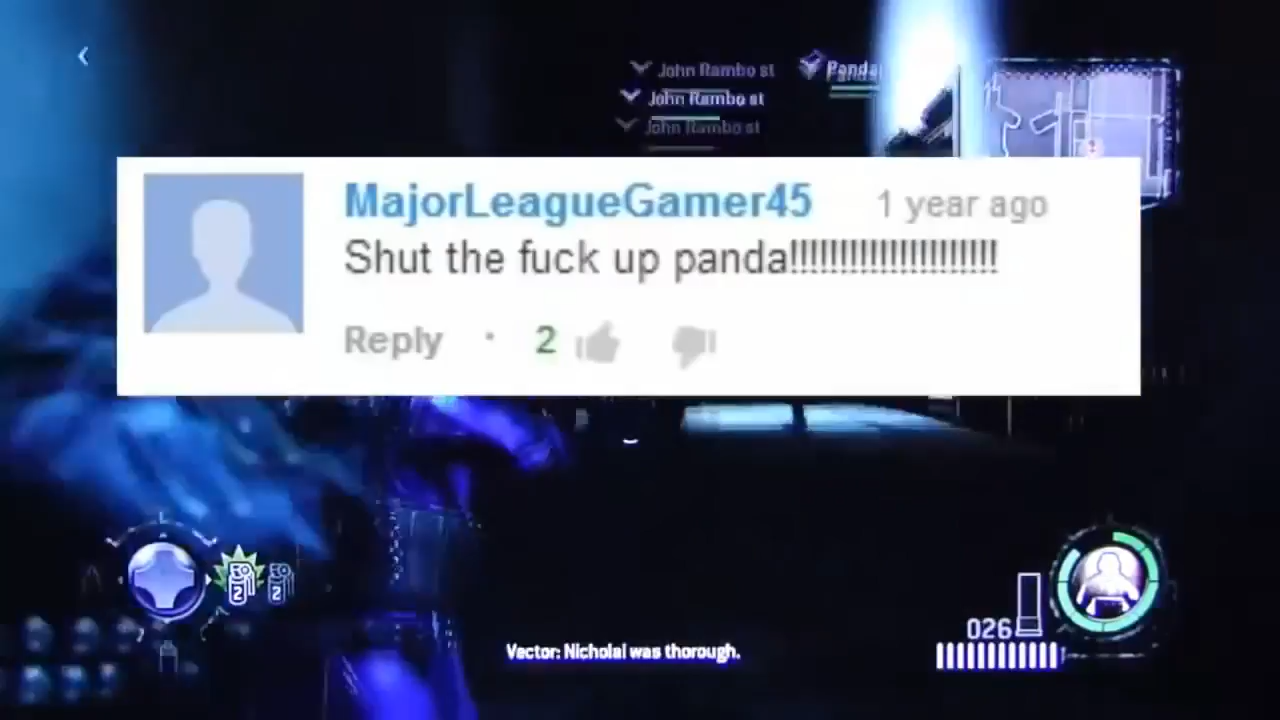 John Rambo st
Panda
John Rambo st
John Rambo st
MajorLeagueGamer45 1 year ago
Shut the fuck up panda!!!!!!!!!!!!!!!!!!!!!!!
Reply · 2
026
Vector: Nicholai was thorough.